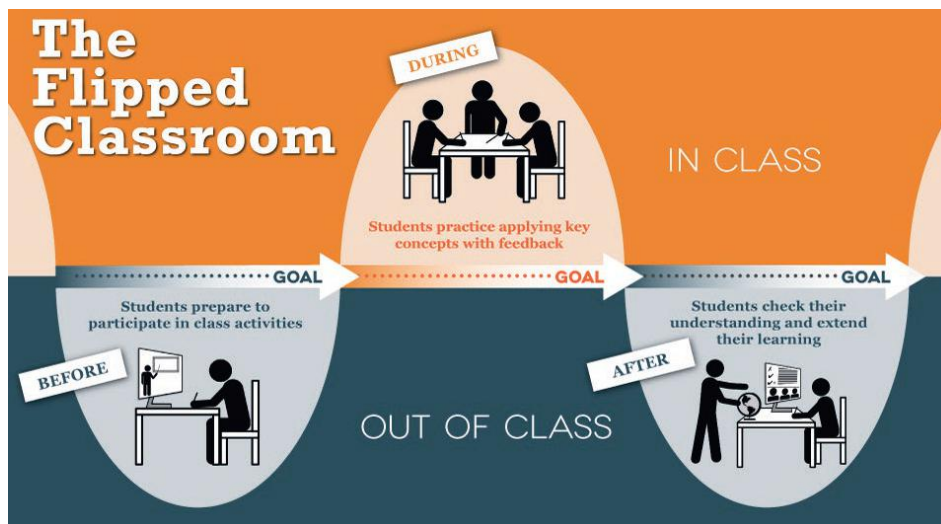 The
Flipped
Classroom
DURING
IN CLASS
Students practice applying key
concepts with feedback
GOAL
GOAL
GOAL
Students prepare to
participate in class activities
BEFORE
Students check their
understanding and extend
their learning
AFTER
OUT OF CLASS